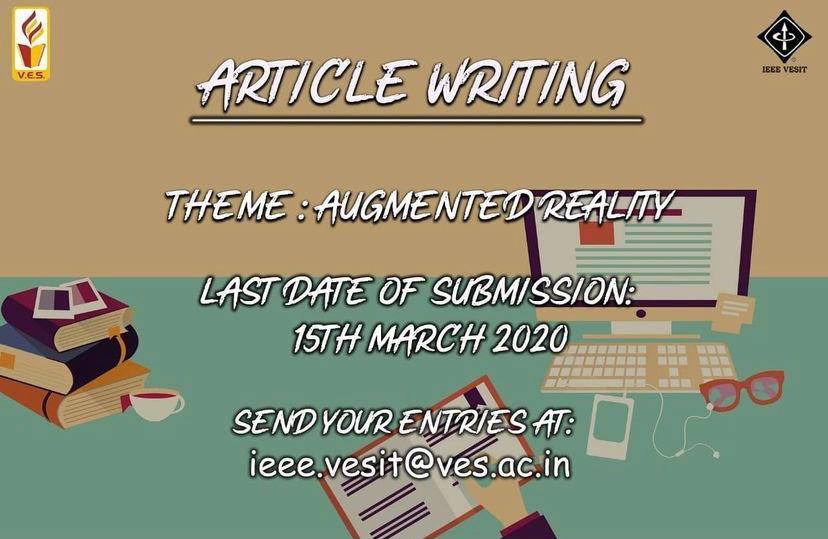 V.E.S.
IEEE VESIT
ARTICLE WRITING
THEME : AUGMENTED REALITY
LAST DATE OF SUBMISSION:
15TH MARCH 2020
SEND YOUR ENTRIES AT:
ieee.vesit@ves.ac.in